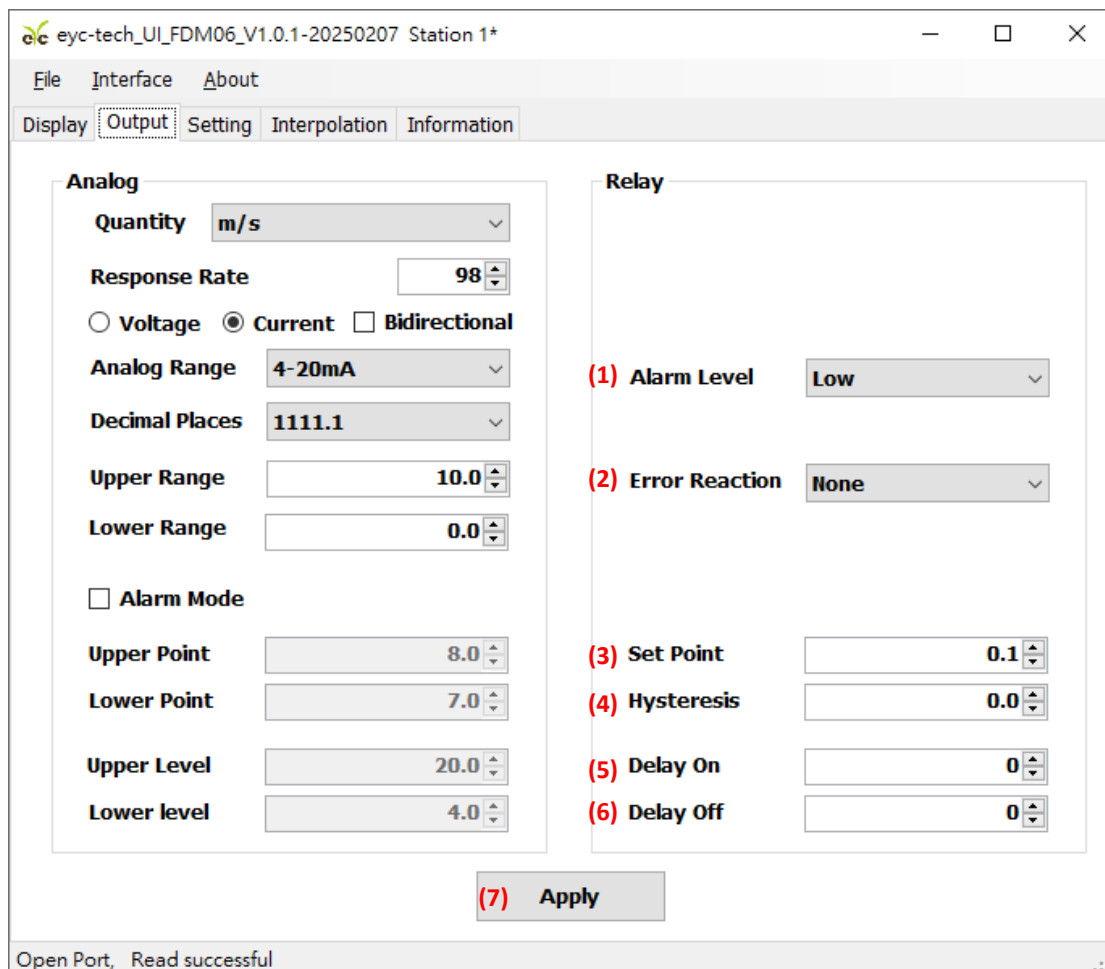 eyc-tech_UI_FDM06_V1.0.1-20250207 Station 1*
File Interface About
Display Output Setting Interpolation Information
Analog
Quantity m/s
Response Rate 98
Voltage Current Bidirectional
Analog Range 4-20mA
Decimal Places 1111.1
Upper Range 10.0
Lower Range 0.0
Alarm Mode
Upper Point 8.0
Lower Point 7.0
Upper Level 20.0
Lower level 4.0
Relay
(1) Alarm Level Low
(2) Error Reaction None
(3) Set Point 0.1
(4) Hysteresis 0.0
(5) Delay On 0
(6) Delay Off 0
(7) Apply
Open Port, Read successful